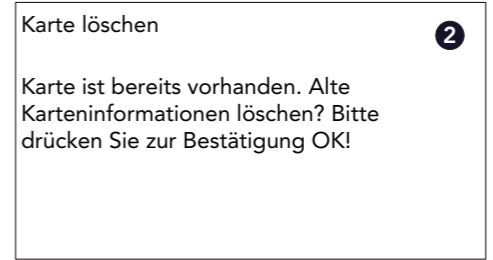 Karte löschen
2
Karte ist bereits vorhanden. Alte
Karteninformationen löschen? Bitte
drücken Sie zur Bestätigung OK!